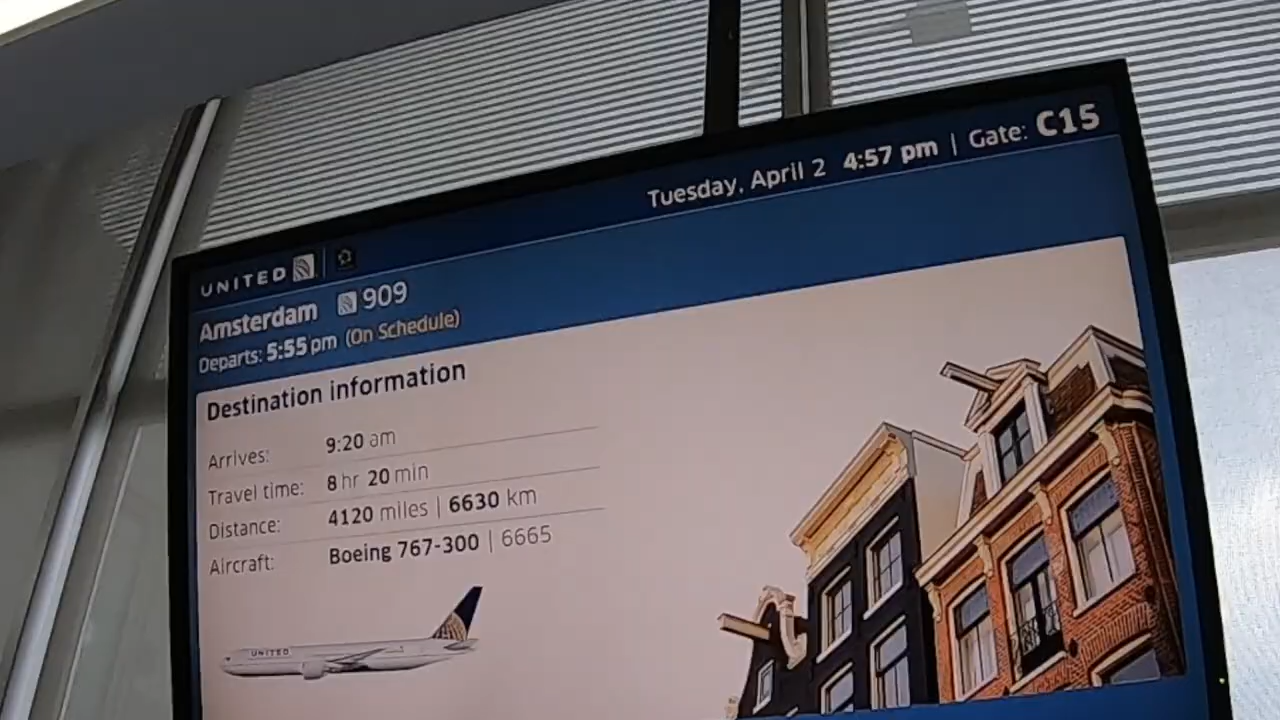 Tuesday, April 2 4:57 pm | Gate: C15
UNITED
Amsterdam 909
Departs: 5:55 pm (On Schedule)
Destination information
Arrives: 9:20 am
Travel time: 8 hr 20 min
Distance: 4120 miles | 6630 km
Aircraft: Boeing 767-300 | 6665
UNITED